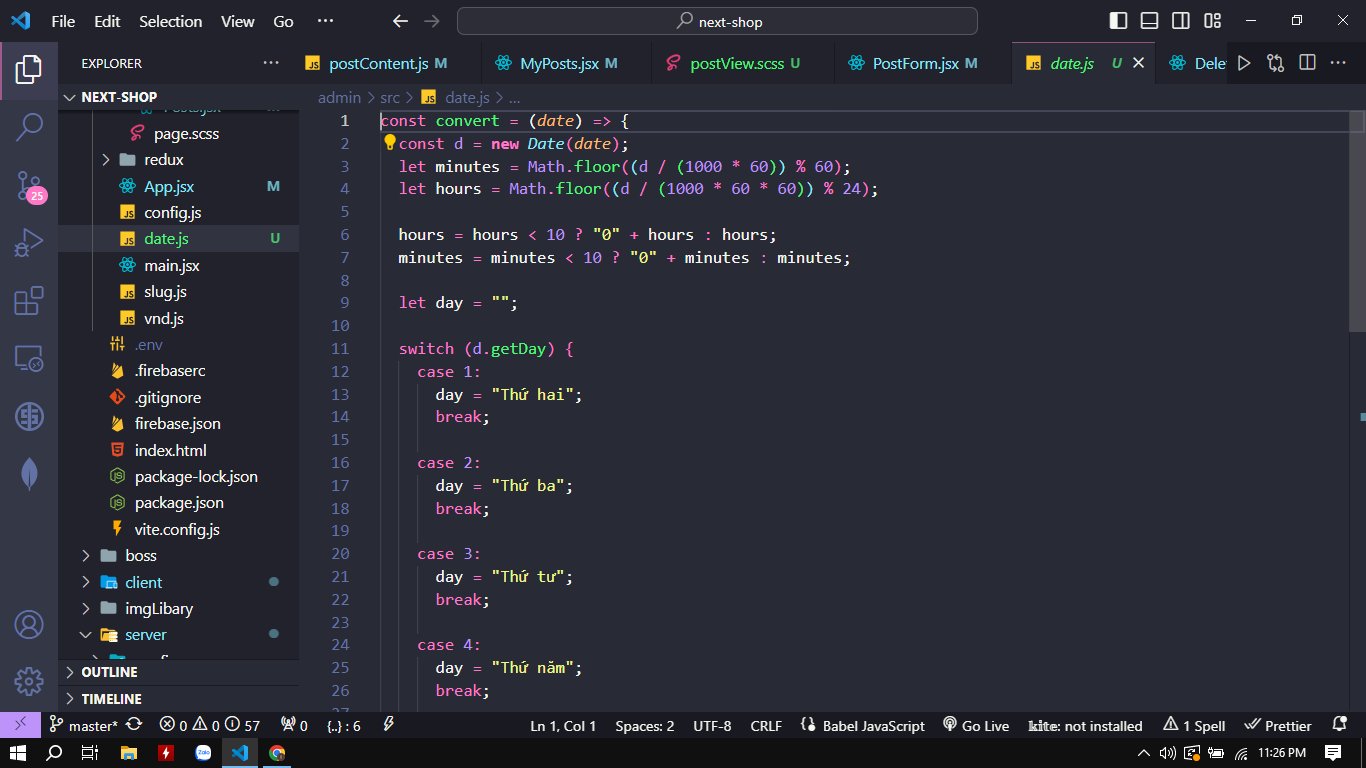 File Edit Selection View Go ··· next-shop
EXPLORER ···
postContent.js M MyPosts.jsx M postView.scss U PostForm.jsx M date.js U Delet
NEXT-SHOP
Posts.jsx
page.scss
redux
App.jsx M
config.js
date.js U
main.jsx
slug.js
vnd.js
.env
.firebaserc
.gitignore
firebase.json
index.html
package-lock.json
package.json
vite.config.js
boss
client
imgLibary
server
OUTLINE
TIMELINE
admin > src > JS date.js > ...
1 const convert = (date) => {
2 const d = new Date(date);
3 let minutes = Math.floor((d / (1000 * 60)) % 60);
4 let hours = Math.floor((d / (1000 * 60 * 60)) % 24);
5
6 hours = hours < 10 ? "0" + hours : hours;
7 minutes = minutes < 10 ? "0" + minutes : minutes;
8
9 let day = "";
10
11 switch (d.getDay) {
12 case 1:
13 day = "Thứ hai";
14 break;
15
16 case 2:
17 day = "Thứ ba";
18 break;
19
20 case 3:
21 day = "Thứ tư";
22 break;
23
24 case 4:
25 day = "Thứ năm";
26 break;
27
25
master* 0 0 57 0 {..} : 6 Ln 1, Col 1 Spaces: 2 UTF-8 CRLF Babel JavaScript Go Live kite: not installed 1 Spell Prettier
Zalo 11:26 PM